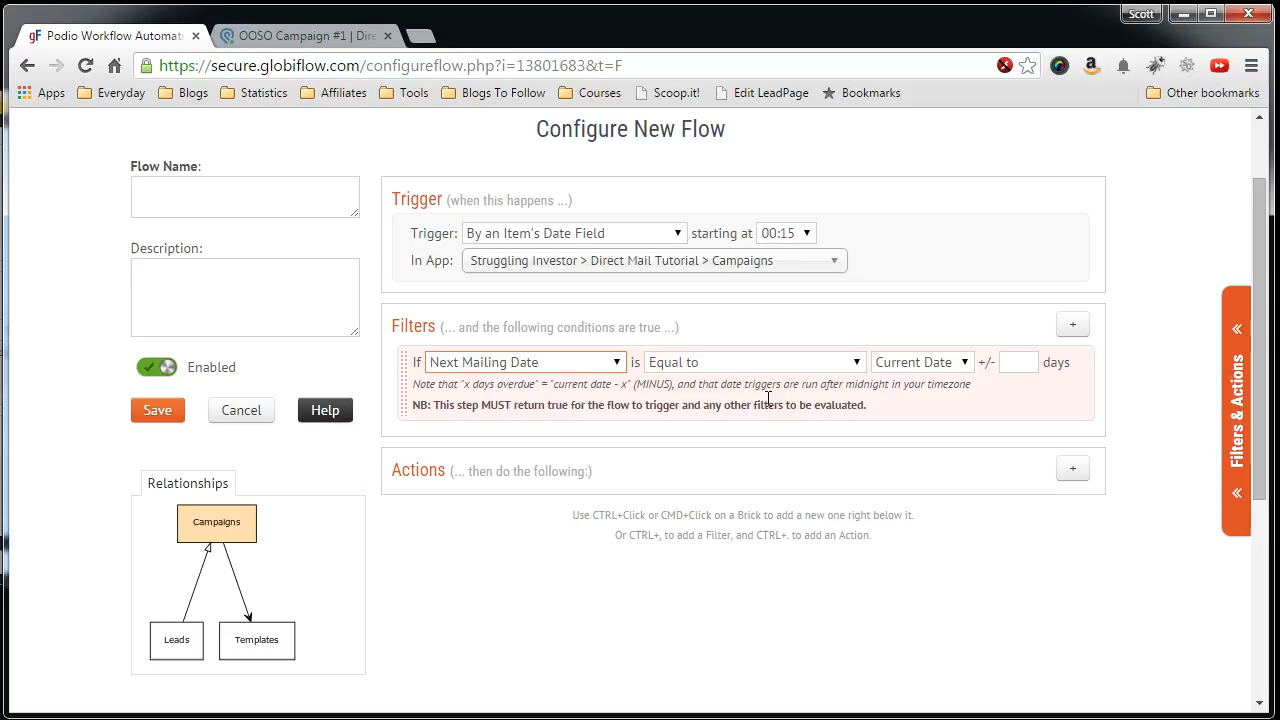 Scott
gF Podio Workflow Automat
OOSO Campaign #1 | Dire
https://secure.globiflow.com/configureflow.php?i=13801683&t=F
Apps Everyday Blogs Statistics Affiliates Tools Blogs To Follow Courses Scoop.it! Edit LeadPage Bookmarks Other bookmarks
Configure New Flow
Flow Name:
Description:
Enabled
Save Cancel Help
Relationships
Campaigns
Leads Templates
Trigger (when this happens ...)
Trigger: By an Item's Date Field starting at 00:15
In App: Struggling Investor > Direct Mail Tutorial > Campaigns
Filters (... and the following conditions are true ...) +
If Next Mailing Date is Equal to Current Date +/- days
Note that "x days overdue" = "current date - x" (MINUS), and that date triggers are run after midnight in your timezone
NB: This step MUST return true for the flow to trigger and any other filters to be evaluated.
Actions (... then do the following:) +
Use CTRL+Click or CMD+Click on a Brick to add a new one right below it.
Or CTRL+, to add a Filter, and CTRL+. to add an Action.
Filters & Actions